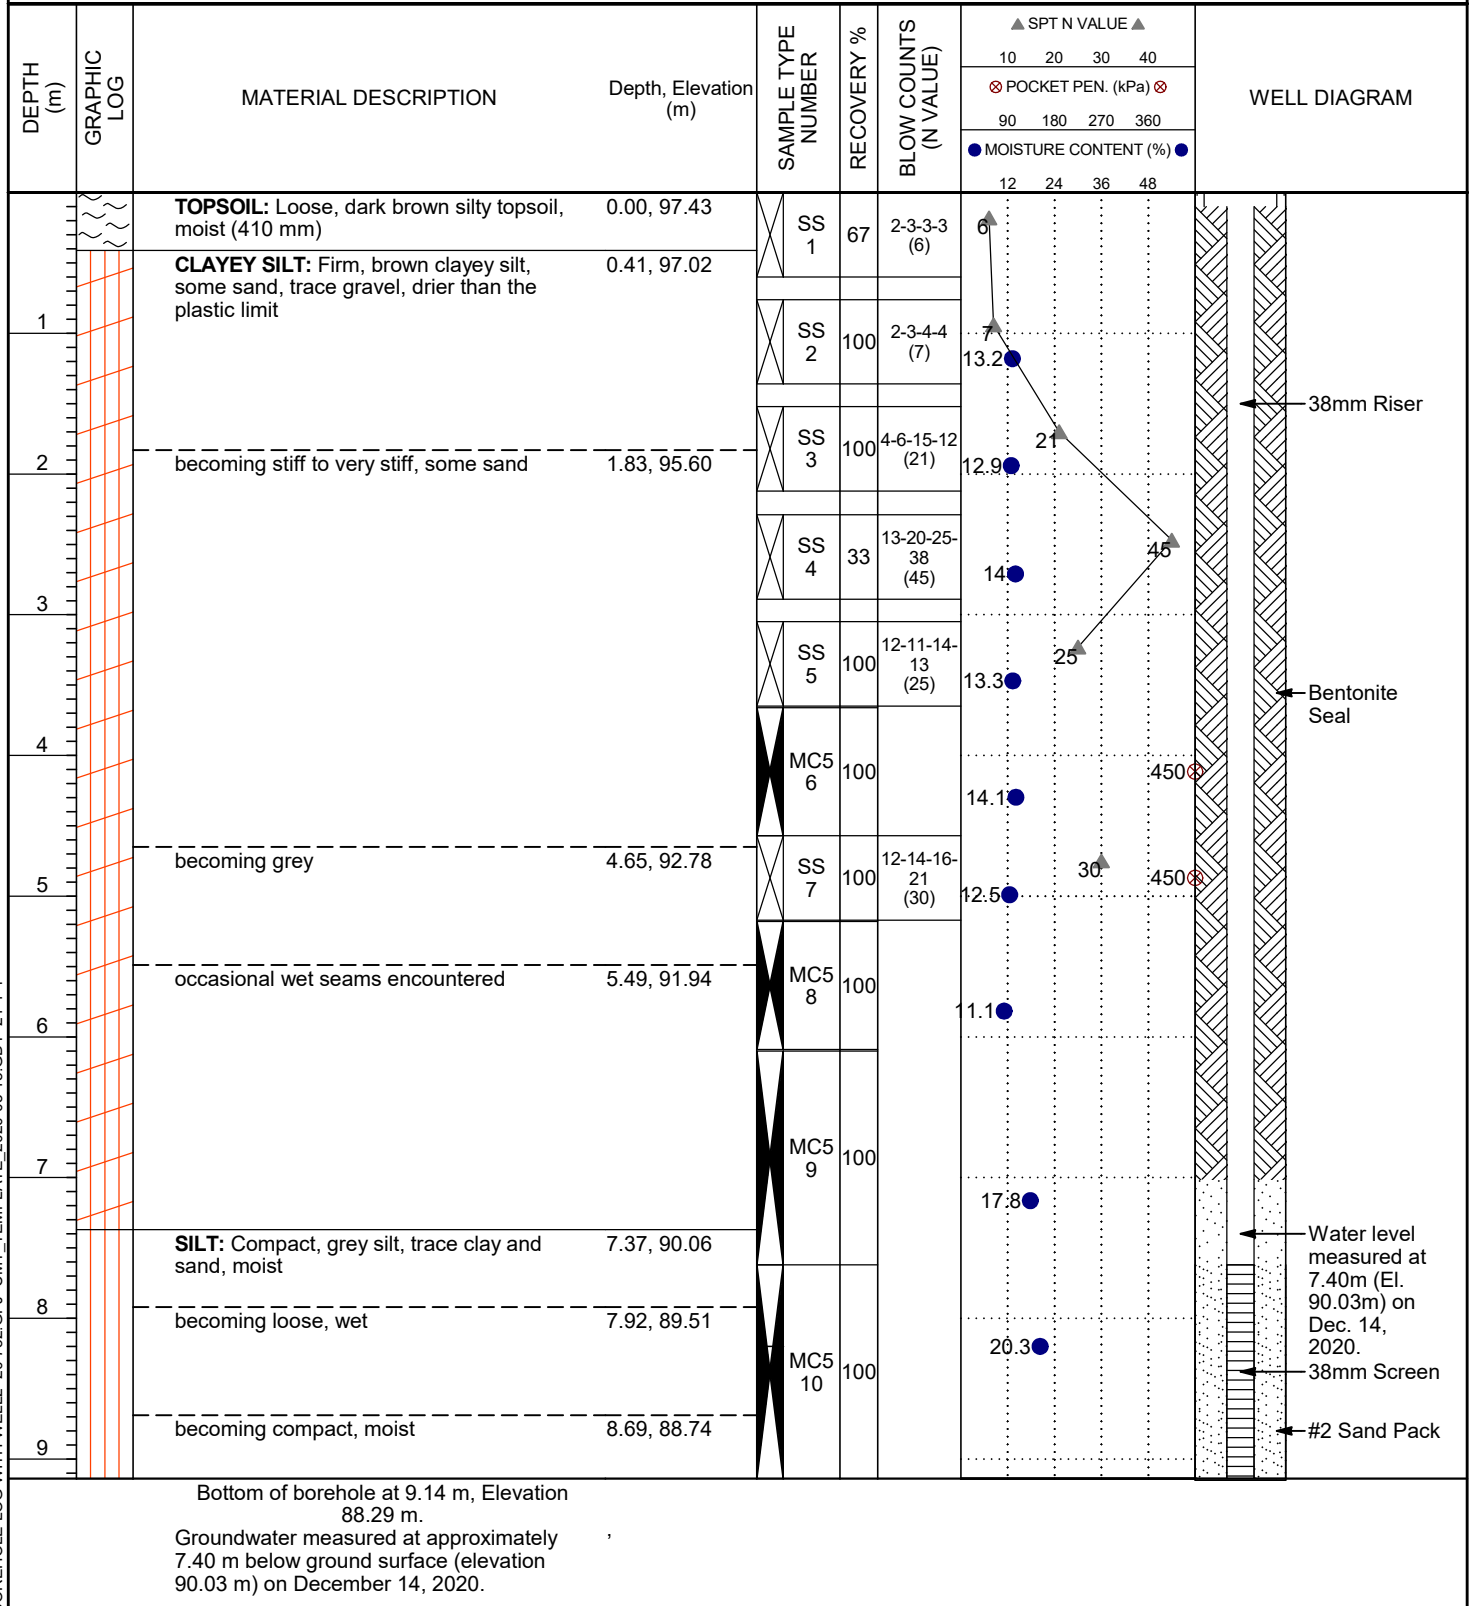 DEPTH
(m)
GRAPHIC
LOG
MATERIAL DESCRIPTION
Depth, Elevation
(m)
SAMPLE TYPE
NUMBER
RECOVERY %
BLOW COUNTS
(N VALUE)
SPT N VALUE
10 20 30 40
POCKET PEN. (kPa)
90 180 270 360
MOISTURE CONTENT (%)
12 24 36 48
WELL DIAGRAM
TOPSOIL: Loose, dark brown silty topsoil,
moist (410 mm)
0.00, 97.43
SS
1
67
2-3-3-3
(6)
6
CLAYEY SILT: Firm, brown clayey silt,
some sand, trace gravel, drier than the
plastic limit
0.41, 97.02
1
SS
2
100
2-3-4-4
(7)
7
13.2
38mm Riser
SS
3
100
4-6-15-12
(21)
21
2
becoming stiff to very stiff, some sand
1.83, 95.60
12.9
SS
4
33
13-20-25-
38
(45)
45
14
3
SS
5
100
12-11-14-
13
(25)
25
13.3
Bentonite
Seal
4
MC5
6
100
450
14.1
becoming grey
4.65, 92.78
5
SS
7
100
12-14-16-
21
(30)
30
450
12.5
occasional wet seams encountered
5.49, 91.94
MC5
8
100
11.1
6
MC5
9
100
7
17.8
SILT: Compact, grey silt, trace clay and
sand, moist
7.37, 90.06
Water level
measured at
7.40m (El.
90.03m) on
Dec. 14,
2020.
8
becoming loose, wet
7.92, 89.51
20.3
MC5
10
100
38mm Screen
becoming compact, moist
8.69, 88.74
#2 Sand Pack
9
Bottom of borehole at 9.14 m, Elevation
88.29 m.
Groundwater measured at approximately
7.40 m below ground surface (elevation
90.03 m) on December 14, 2020.
,